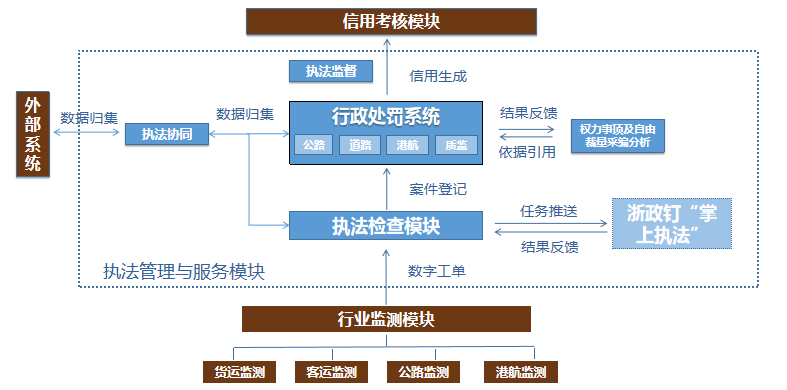 信用考核模块
执法监督
信用生成
外部系统
数据归集
执法协同
数据归集
行政处罚系统
公路
道路
港航
质监
结果反馈
依据引用
权力事项及自由
裁量采编分析
案件登记
执法检查模块
任务推送
结果反馈
浙政钉“掌
上执法”
执法管理与服务模块
数字工单
行业监测模块
货运监测
客运监测
公路监测
港航监测